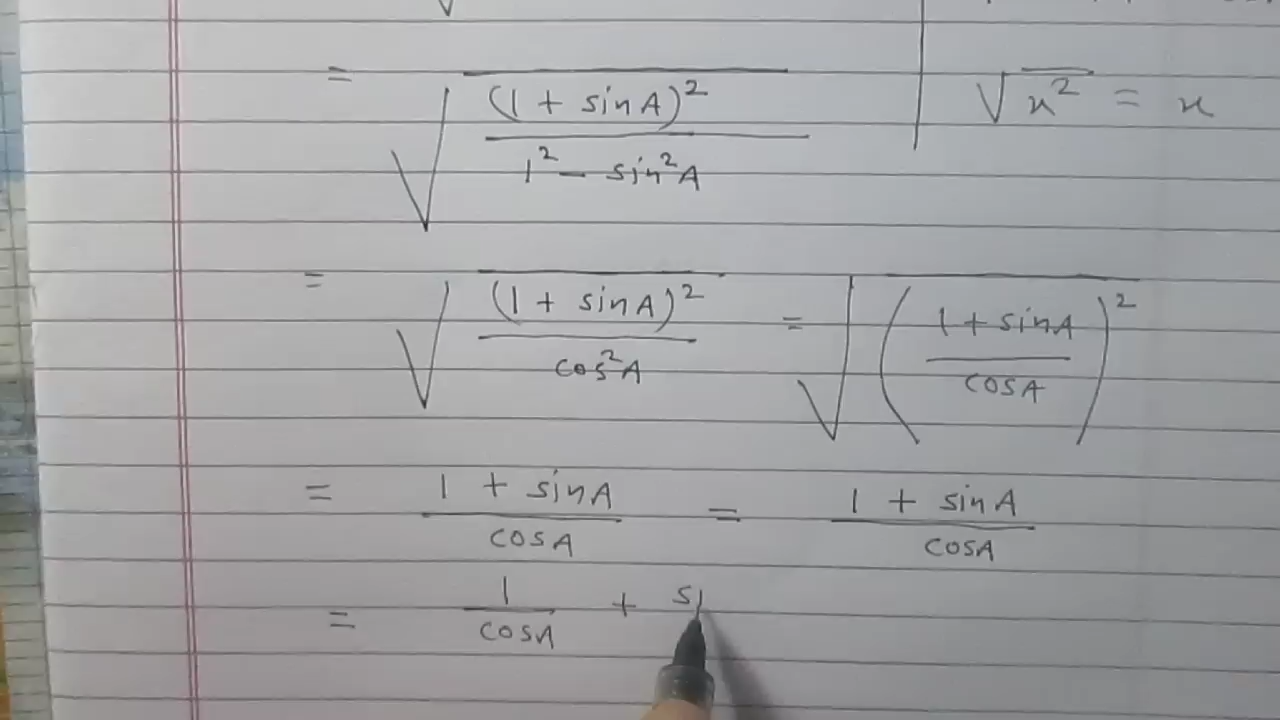 = √((1 + sinA)² / (1² - sin²A))
√x² = x
= √((1 + sinA)² / cos²A) = √((1 + sinA / cosA)²)
= (1 + sinA) / cosA = (1 + sinA) / cosA
= 1 / cosA + si